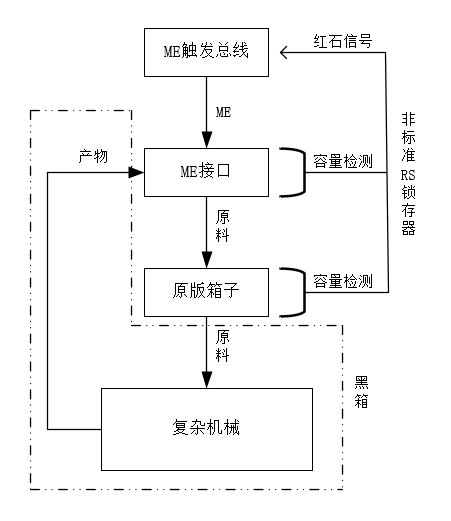 ME触发总线
红石信号
ME
非标准RS锁存器
产物
ME接口
容量检测
原料
原版箱子
容量检测
原料
黑箱
复杂机械